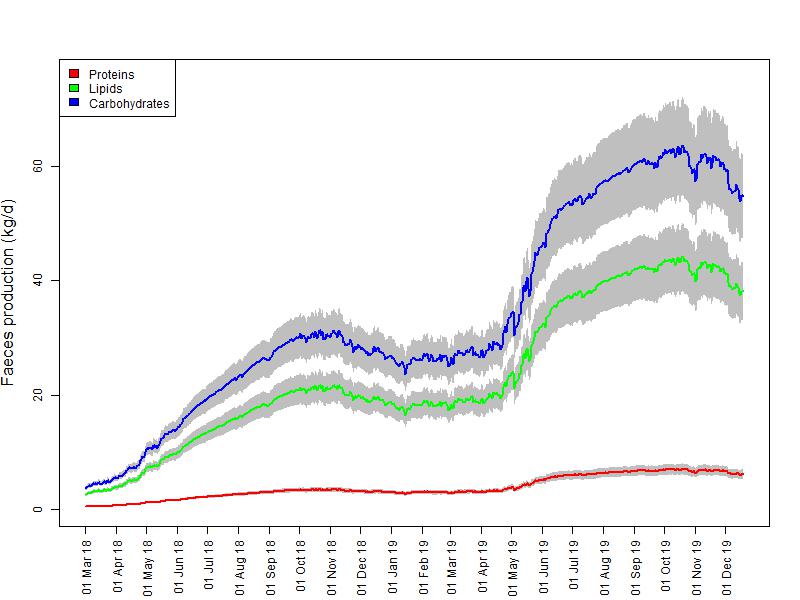 Proteins
Lipids
Carbohydrates
Faeces production (kg/d)
60
40
20
0
01 Mar 18
01 Apr 18
01 May 18
01 Jun 18
01 Jul 18
01 Aug 18
01 Sep 18
01 Oct 18
01 Nov 18
01 Dec 18
01 Jan 19
01 Feb 19
01 Mar 19
01 Apr 19
01 May 19
01 Jun 19
01 Jul 19
01 Aug 19
01 Sep 19
01 Oct 19
01 Nov 19
01 Dec 19